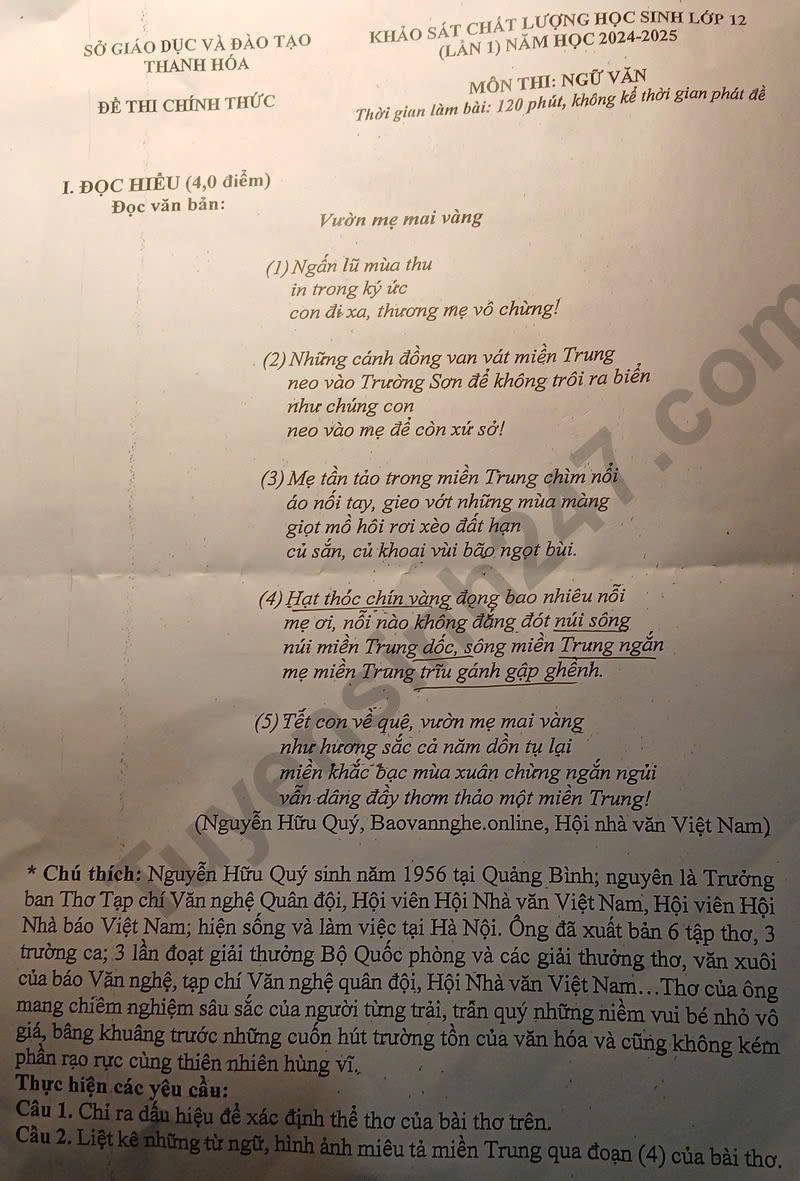 SỞ GIÁO DỤC VÀ ĐÀO TẠO
THANH HÓA
ĐỀ THI CHÍNH THỨC
KHẢO SÁT CHẤT LƯỢNG HỌC SINH LỚP 12
(LẦN 1) NĂM HỌC 2024-2025
MÔN THI: NGỮ VĂN
Thời gian làm bài: 120 phút, không kể thời gian phát đề
I. ĐỌC HIỂU (4,0 điểm)
Đọc văn bản:
Vườn mẹ mai vàng
(1) Ngấn lũ mùa thu
in trong ký ức
con đi xa, thương mẹ vô chừng!
(2) Những cánh đồng van vát miền Trung
neo vào Trường Sơn để không trôi ra biển
như chúng con
neo vào mẹ để còn xứ sở!
(3) Mẹ tần tảo trong miền Trung chìm nổi
áo nối tay, gieo vớt những mùa màng
giọt mồ hôi rơi xèo đất hạn
củ sắn, củ khoai vùi bão ngọt bùi.
(4) Hạt thóc chín vàng đọng bao nhiêu nỗi
mẹ ơi, nỗi nào không đắng đót núi sông
núi miền Trung dốc, sông miền Trung ngắn
mẹ miền Trung trĩu gánh gập ghềnh.
(5) Tết con về quê, vườn mẹ mai vàng
như hương sắc cả năm dồn tụ lại
miền khắc bạc mùa xuân chừng ngắn ngủi
vẫn dâng đầy thơm thảo một miền Trung!
(Nguyễn Hữu Quý, Baovannghe.online, Hội nhà văn Việt Nam)
* Chú thích: Nguyễn Hữu Quý sinh năm 1956 tại Quảng Bình; nguyên là Trưởng
ban Thơ Tạp chí Văn nghệ Quân đội, Hội viên Hội Nhà văn Việt Nam, Hội viên Hội
Nhà báo Việt Nam; hiện sống và làm việc tại Hà Nội. Ông đã xuất bản 6 tập thơ, 3
trường ca; 3 lần đoạt giải thưởng Bộ Quốc phòng và các giải thưởng thơ, văn xuôi
của báo Văn nghệ, tạp chí Văn nghệ quân đội, Hội Nhà văn Việt Nam…Thơ của ông
mang chiêm nghiệm sâu sắc của người từng trải, trân quý những niềm vui bé nhỏ vô
giá, bâng khuâng trước những cuốn hút trường tồn của văn hóa và cũng không kém
phần rạo rực cùng thiên nhiên hùng vĩ.
Thực hiện các yêu cầu:
Câu 1. Chỉ ra dấu hiệu để xác định thể thơ của bài thơ trên.
Câu 2. Liệt kê những từ ngữ, hình ảnh miêu tả miền Trung qua đoạn (4) của bài thơ.
Tuyensinh247.com